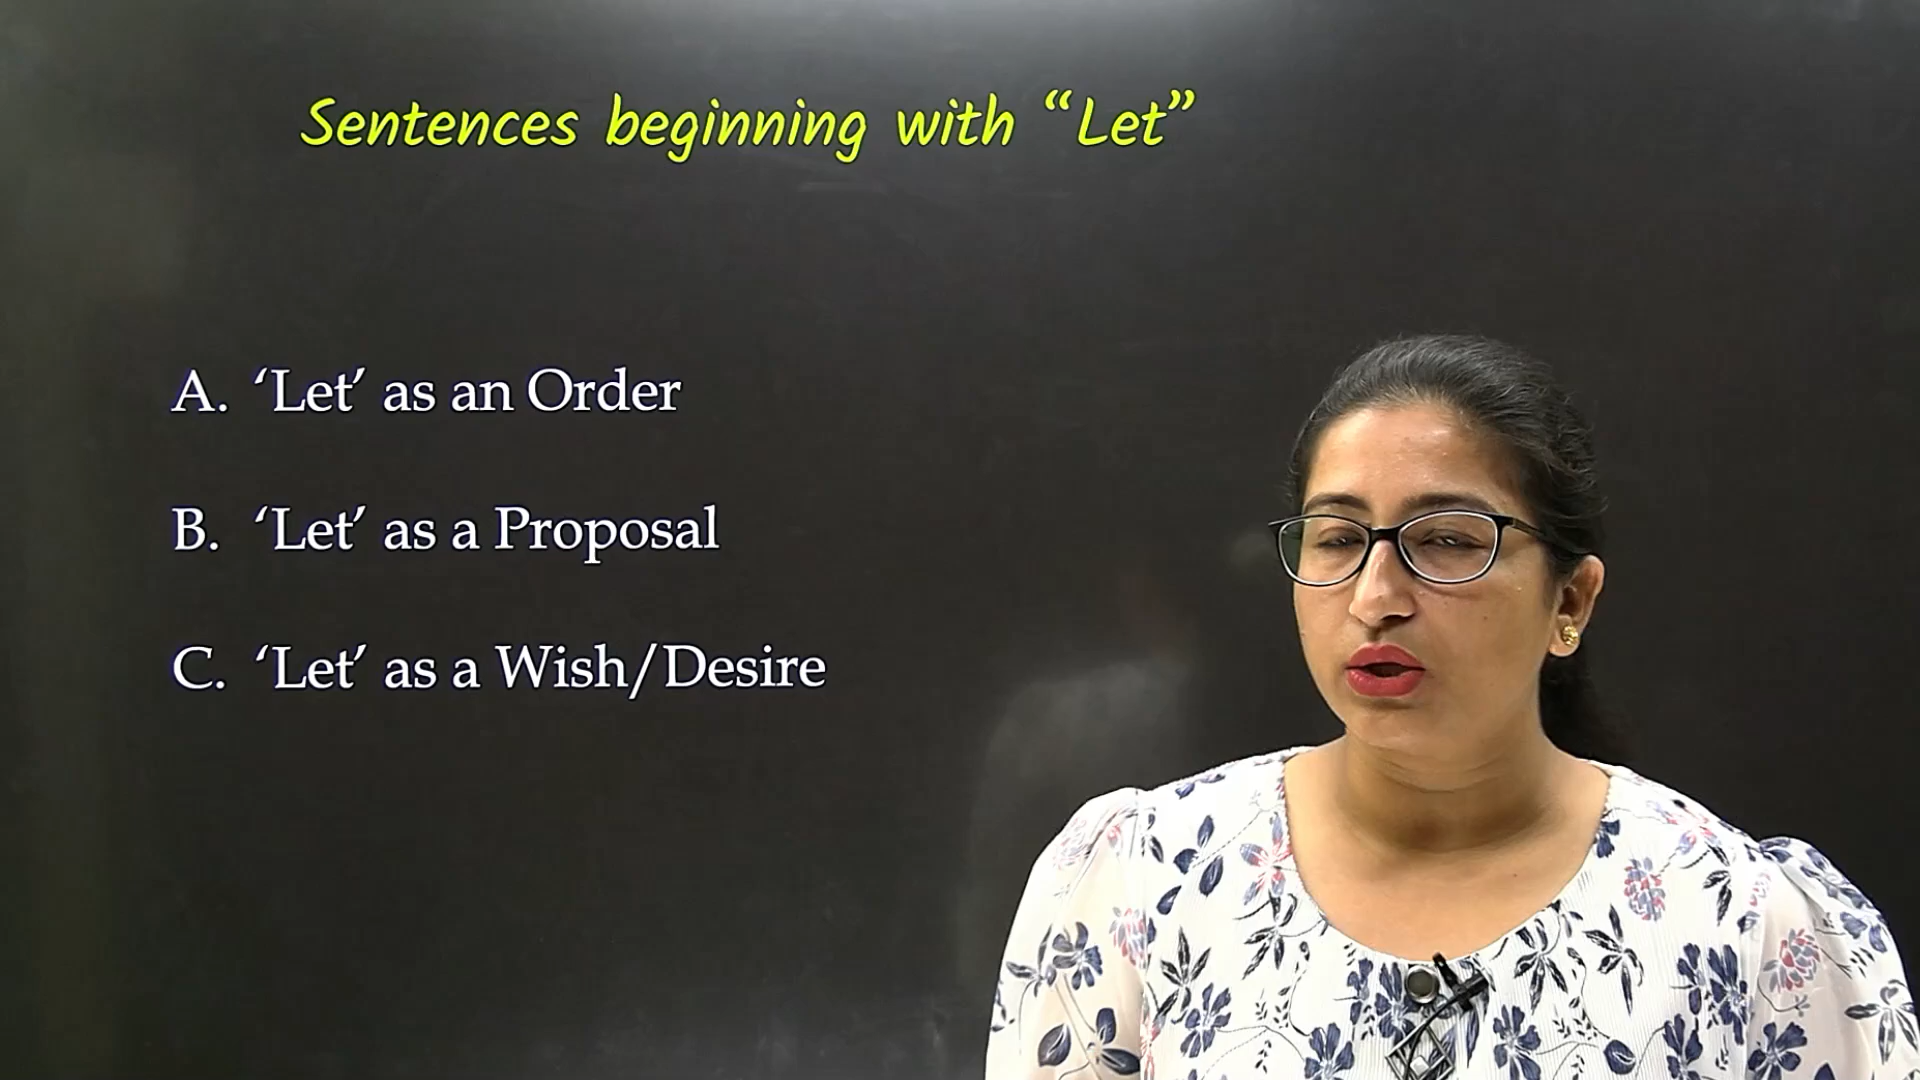 Sentences beginning with “Let”
A. ‘Let’ as an Order
B. ‘Let’ as a Proposal
C. ‘Let’ as a Wish/Desire